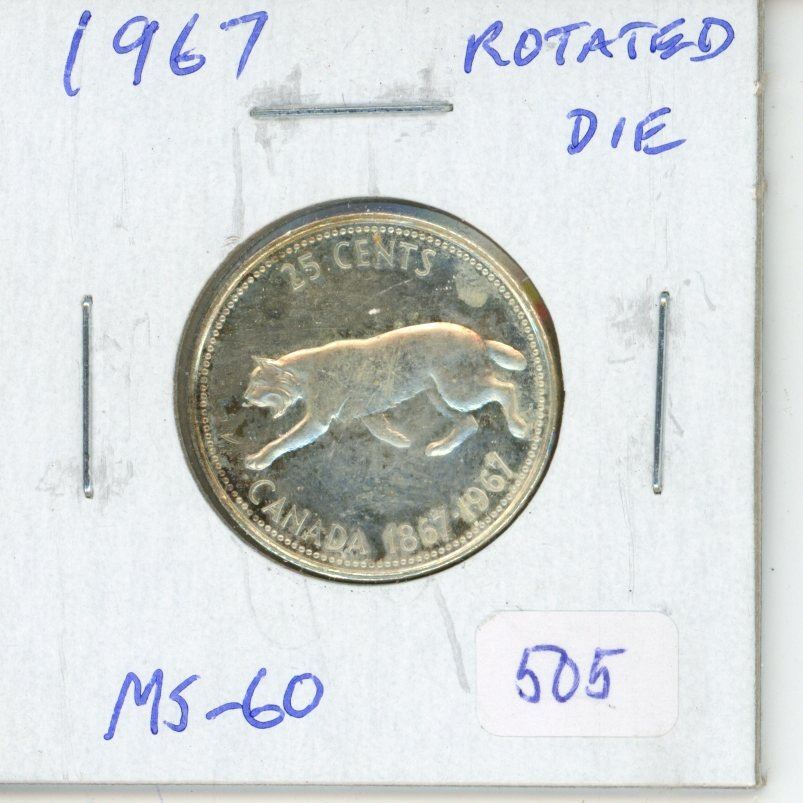 1967
ROTATED
DIE
25 CENTS
CANADA 1867-1967
MS-60
505